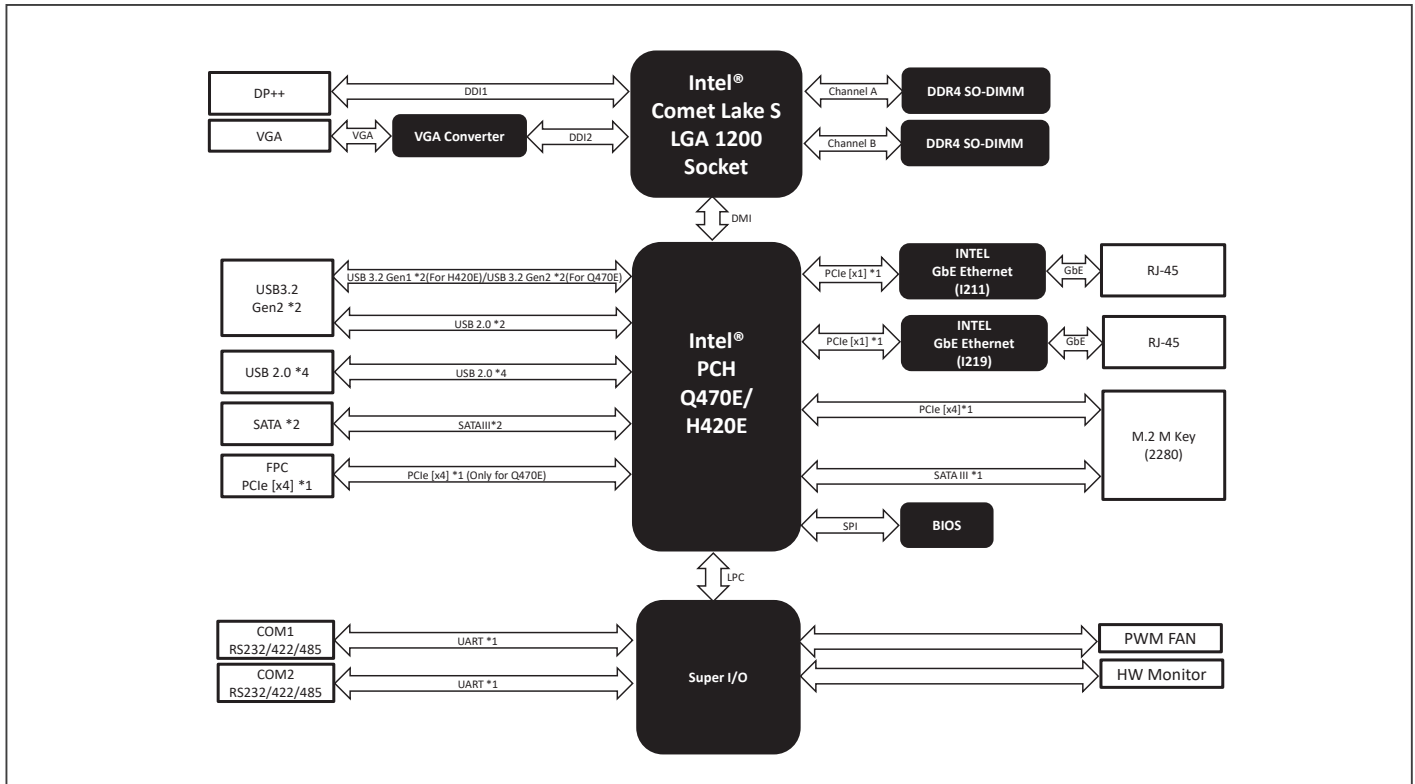 Intel®
Comet Lake S
LGA 1200
Socket
DP++
DDI1
VGA
VGA
VGA Converter
DDI2
Channel A
DDR4 SO-DIMM
Channel B
DDR4 SO-DIMM
DMI
Intel®
PCH
Q470E/
H420E
USB3.2
Gen2 *2
USB 3.2 Gen1 *2(For H420E)/USB 3.2 Gen2 *2(For Q470E)
USB 2.0 *2
USB 2.0 *4
USB 2.0 *4
SATA *2
SATAIII*2
FPC
PCIe [x4] *1
PCIe [x4] *1 (Only for Q470E)
PCIe [x1] *1
INTEL
GbE Ethernet
(I211)
GbE
RJ-45
PCIe [x1] *1
INTEL
GbE Ethernet
(I219)
GbE
RJ-45
PCIe [x4]*1
SATA III *1
M.2 M Key
(2280)
SPI
BIOS
LPC
COM1
RS232/422/485
UART *1
COM2
RS232/422/485
UART *1
Super I/O
PWM FAN
HW Monitor